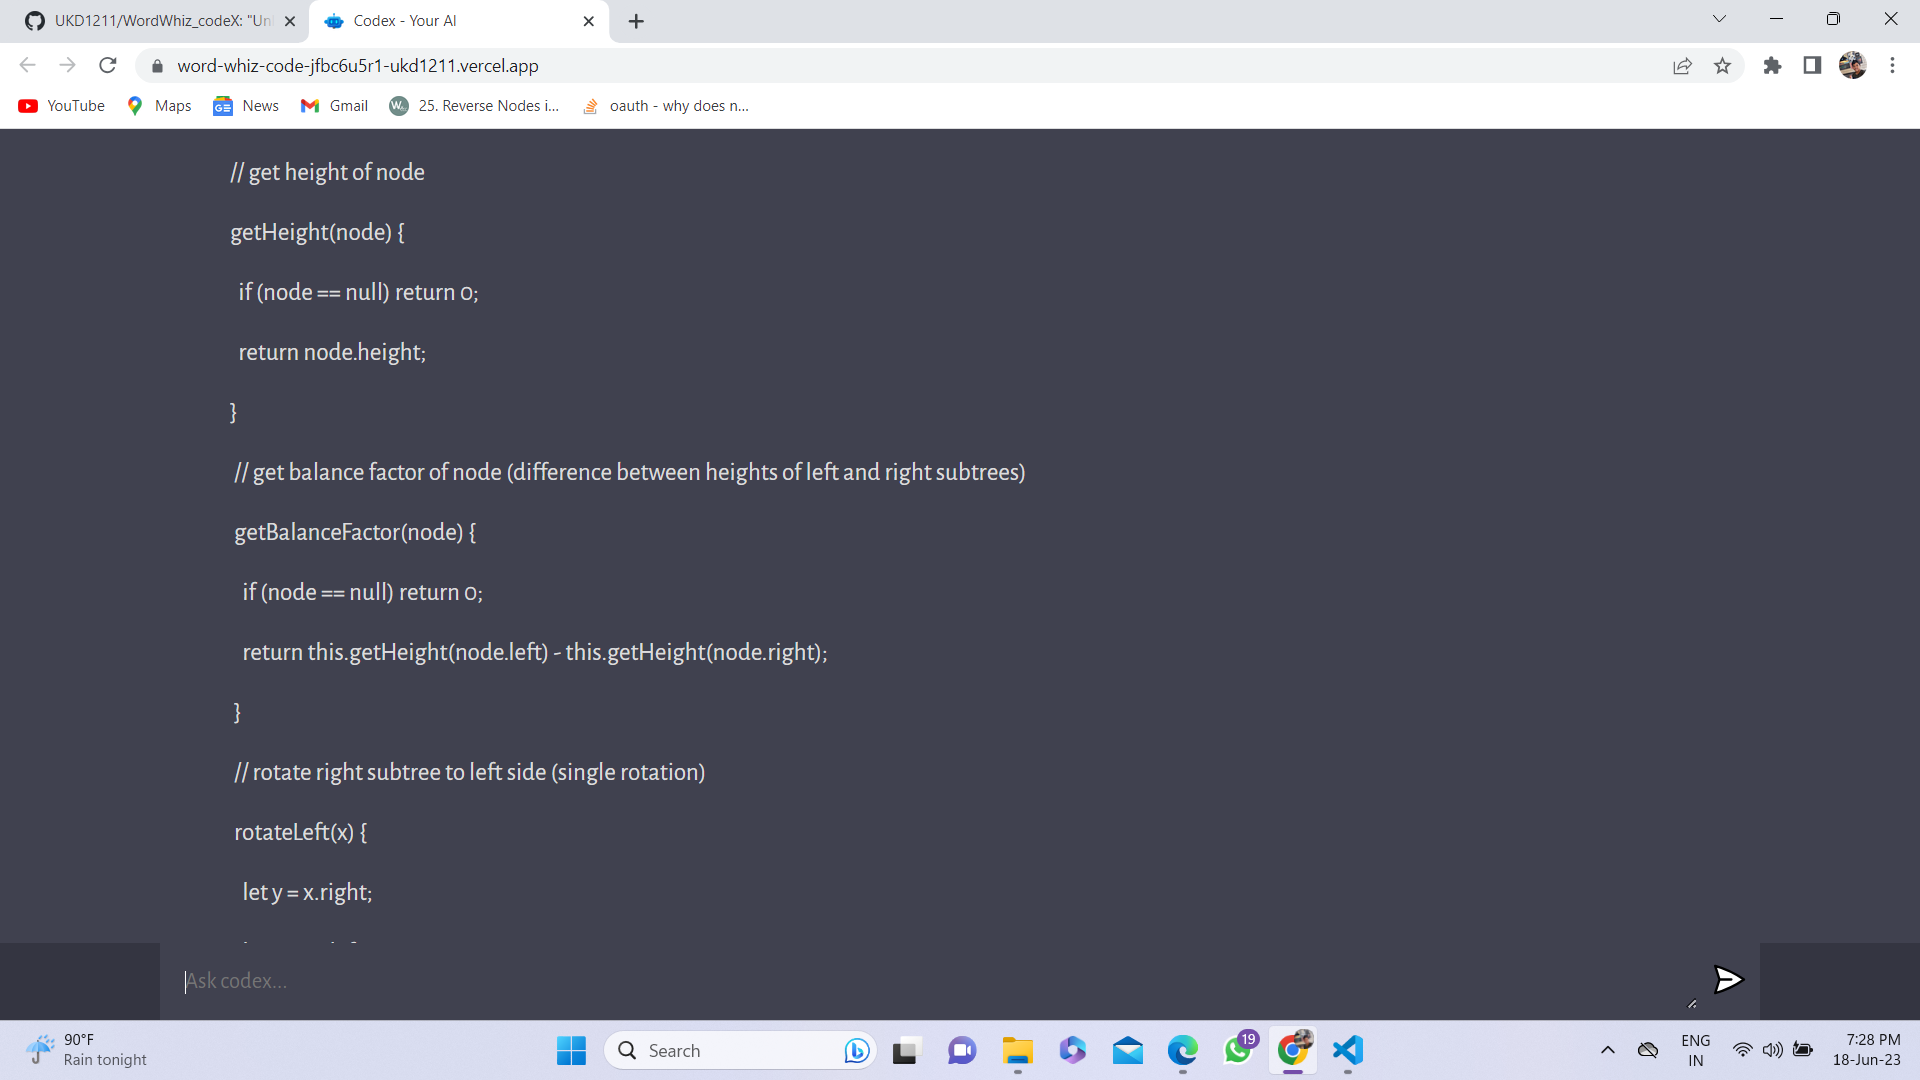 UKD1211/WordWhiz_codeX: "Un
Codex - Your AI
word-whiz-code-jfbc6u5r1-ukd1211.vercel.app
YouTube
Maps
News
Gmail
25. Reverse Nodes i...
oauth - why does n...
// get height of node
getHeight(node) {
if (node == null) return 0;
return node.height;
}
// get balance factor of node (difference between heights of left and right subtrees)
getBalanceFactor(node) {
if (node == null) return 0;
return this.getHeight(node.left) - this.getHeight(node.right);
}
// rotate right subtree to left side (single rotation)
rotateLeft(x) {
let y = x.right;
Ask codex...
90°F
Rain tonight
Search
19
ENG
IN
7:28 PM
18-Jun-23